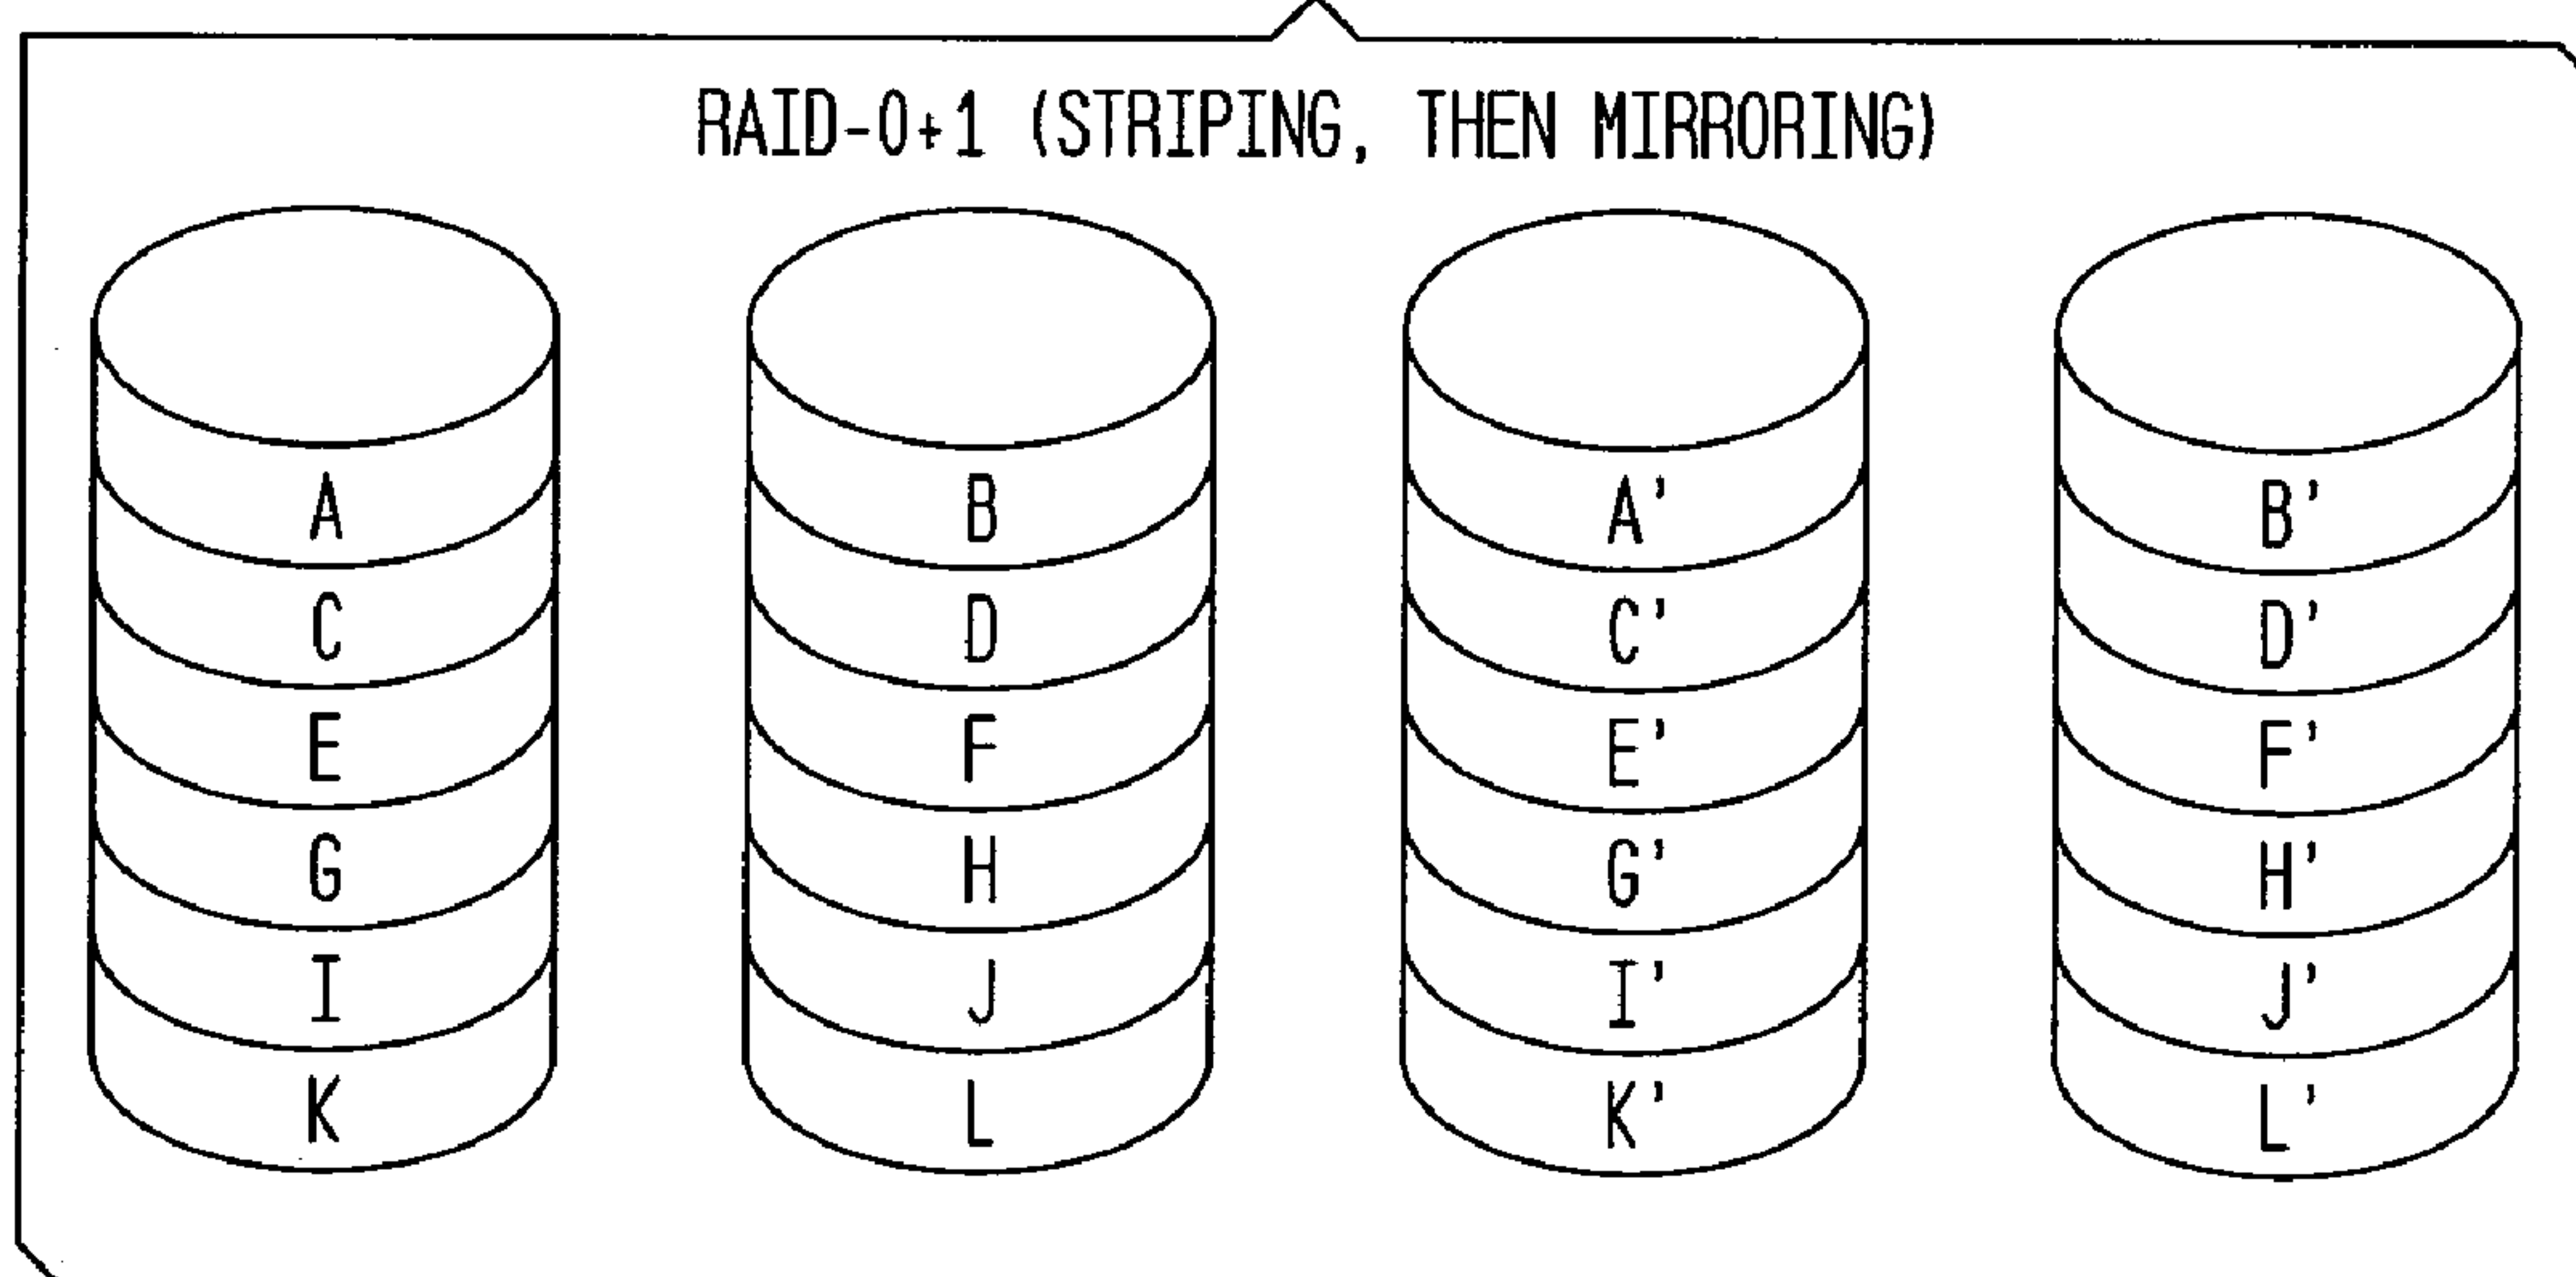 RAID-0+1 (STRIPING, THEN MIRRORING)
A B A' B'
C D C' D'
E F E' F'
G H G' H'
I J I' J'
K L K' L'